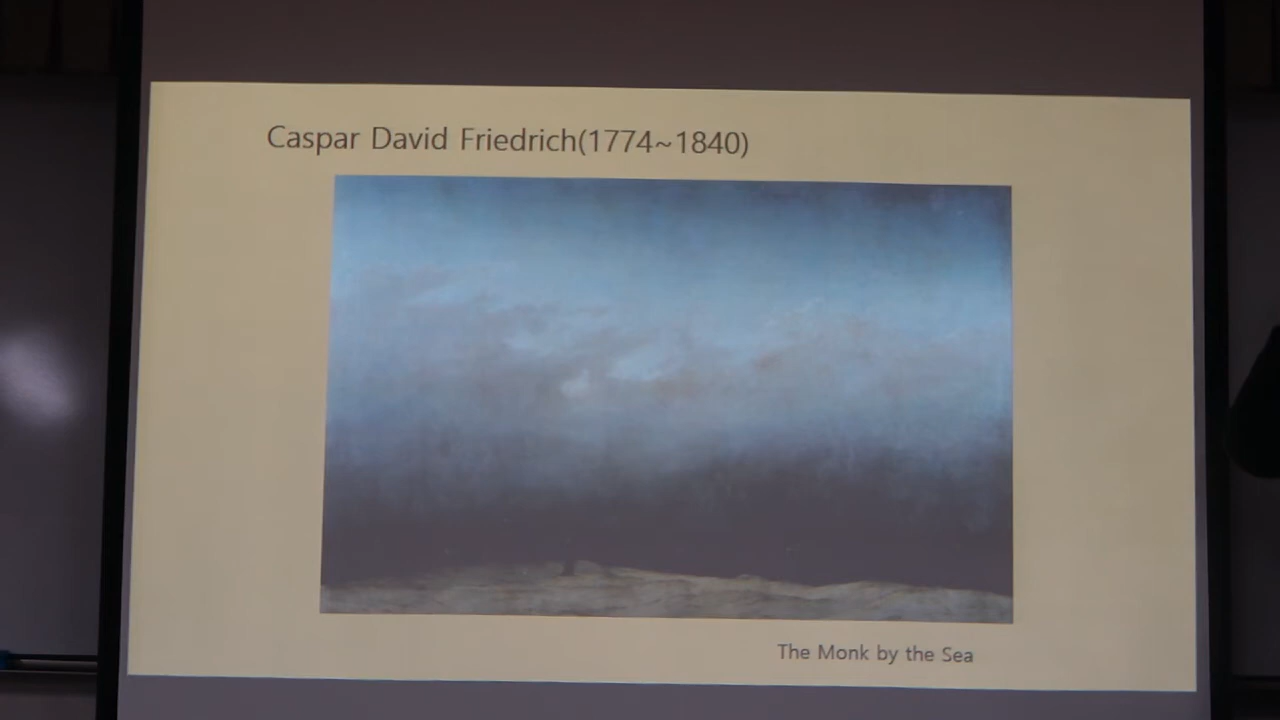 Caspar David Friedrich(1774~1840)
The Monk by the Sea